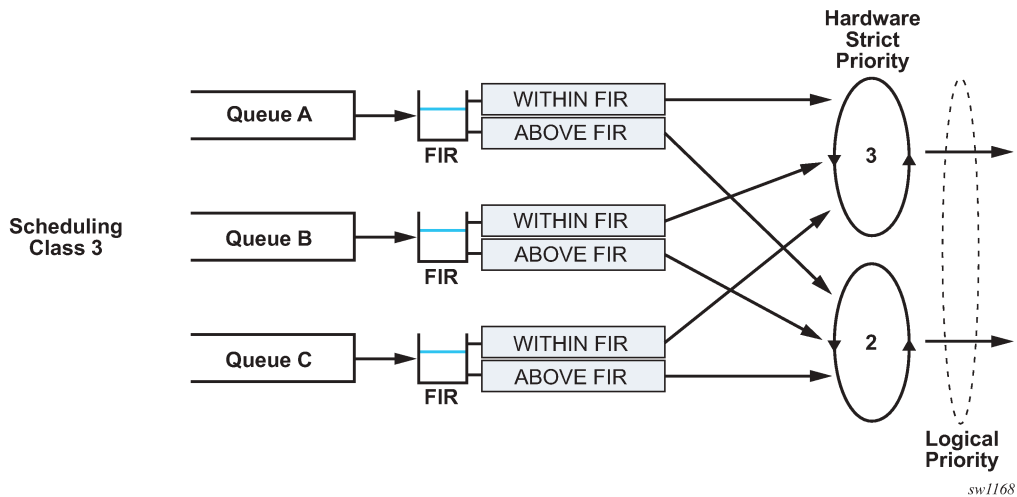 Hardware
Strict
Priority
Queue A
FIR
WITHIN FIR
ABOVE FIR
3
Scheduling
Class 3
Queue B
FIR
WITHIN FIR
ABOVE FIR
Queue C
FIR
WITHIN FIR
ABOVE FIR
2
Logical
Priority
sw1168